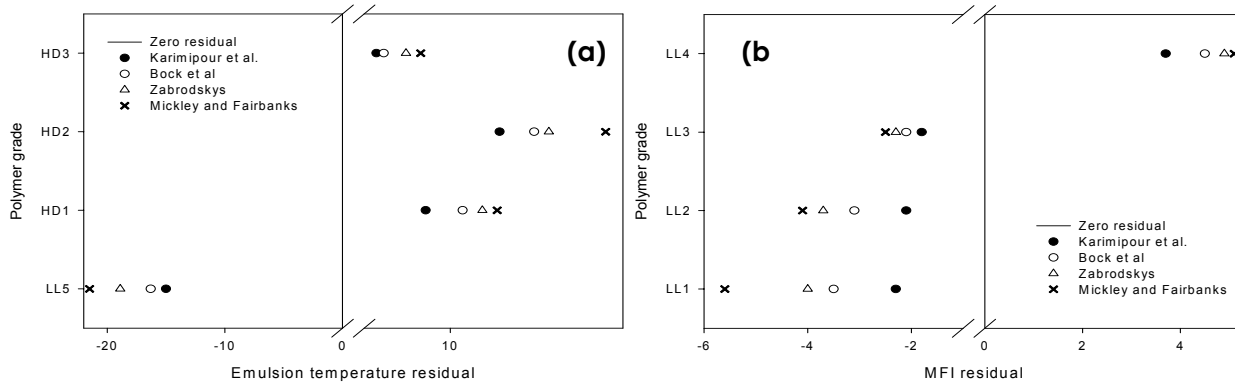 HD3
HD2
HD1
LL5
Polymer grade
Zero residual
Karimipour et al.
Bock et al
Zabrodskys
Mickley and Fairbanks
(a)
-20
-10
0
10
Emulsion temperature residual
LL4
LL3
LL2
LL1
Polymer grade
(b
Zero residual
Karimipour et al.
Bock et al
Zabrodskys
Mickley and Fairbanks
-6
-4
-2
0
2
4
MFI residual